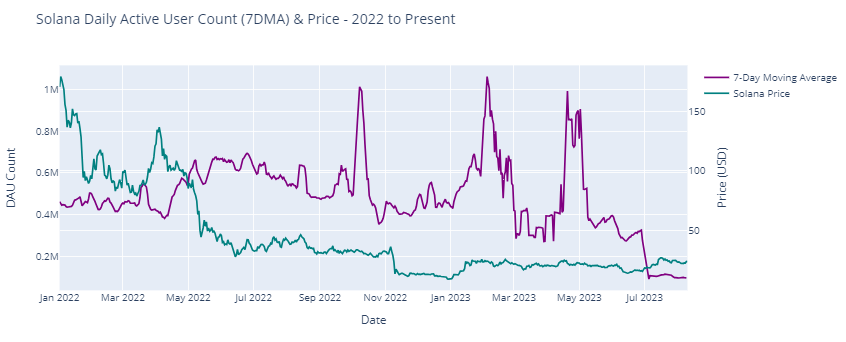 Solana Daily Active User Count (7DMA) & Price - 2022 to Present
7-Day Moving Average
Solana Price
1M
0.8M
0.6M
0.4M
0.2M
DAU Count
150
100
50
Price (USD)
Jan 2022 Mar 2022 May 2022 Jul 2022 Sep 2022 Nov 2022 Jan 2023 Mar 2023 May 2023 Jul 2023
Date